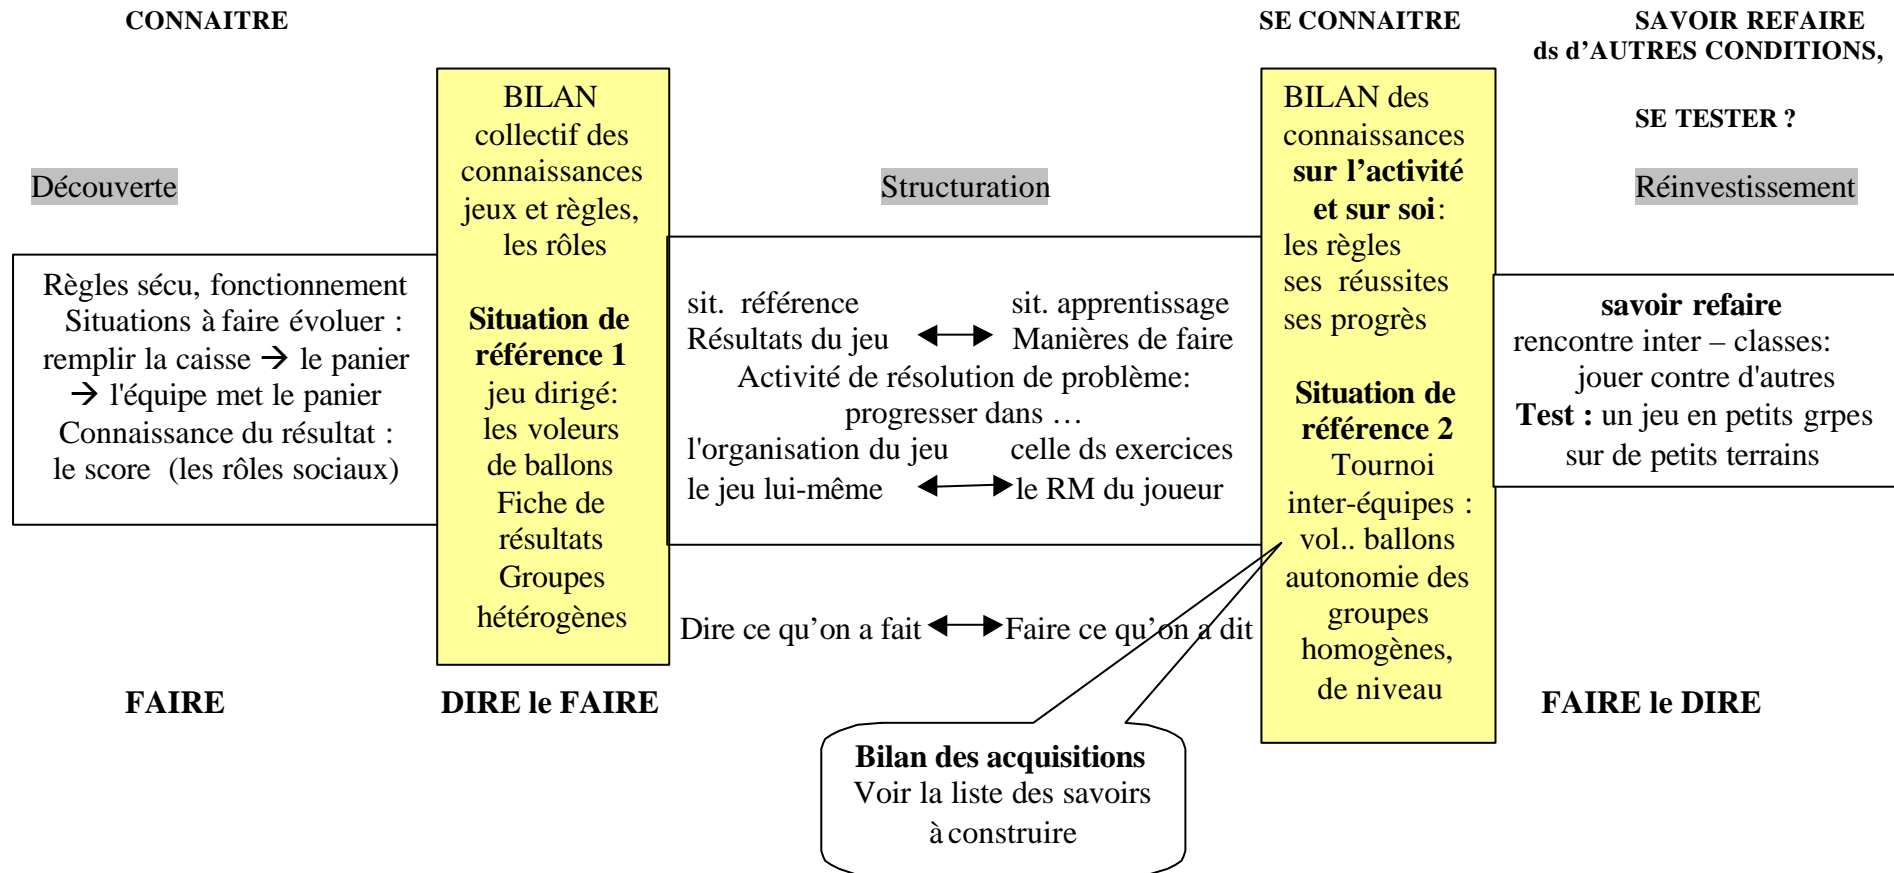 CONNAITRE
SE CONNAITRE
SAVOIR REFAIRE
ds d'AUTRES CONDITIONS,
SE TESTER ?
Découverte
Structuration
Réinvestissement
Règles sécu, fonctionnement
Situations à faire évoluer :
remplir la caisse → le panier
→ l'équipe met le panier
Connaissance du résultat :
le score (les rôles sociaux)
BILAN
collectif des
connaissances
jeux et règles,
les rôles
Situation de
référence 1
jeu dirigé:
les voleurs
de ballons
Fiche de
résultats
Groupes
hétérogènes
sit. référence sit. apprentissage
Résultats du jeu ↔ Manières de faire
Activité de résolution de problème:
progresser dans …
l'organisation du jeu celle ds exercices
le jeu lui-même ↔ le RM du joueur
Dire ce qu'on a fait ↔ Faire ce qu'on a dit
BILAN des
connaissances
sur l'activité
et sur soi:
les règles
ses réussites
ses progrès
Situation de
référence 2
Tournoi
inter-équipes :
vol.. ballons
autonomie des
groupes
homogènes,
de niveau
savoir refaire
rencontre inter – classes:
jouer contre d'autres
Test : un jeu en petits grpes
sur de petits terrains
FAIRE
DIRE le FAIRE
FAIRE le DIRE
Bilan des acquisitions
Voir la liste des savoirs
à construire